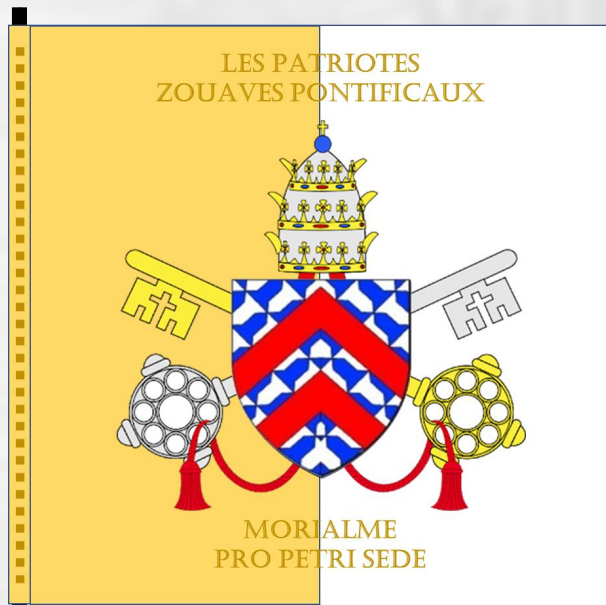 LES PATRIOTES
ZOUAVES PONTIFICAUX
MORIALME
PRO PETRI SEDE